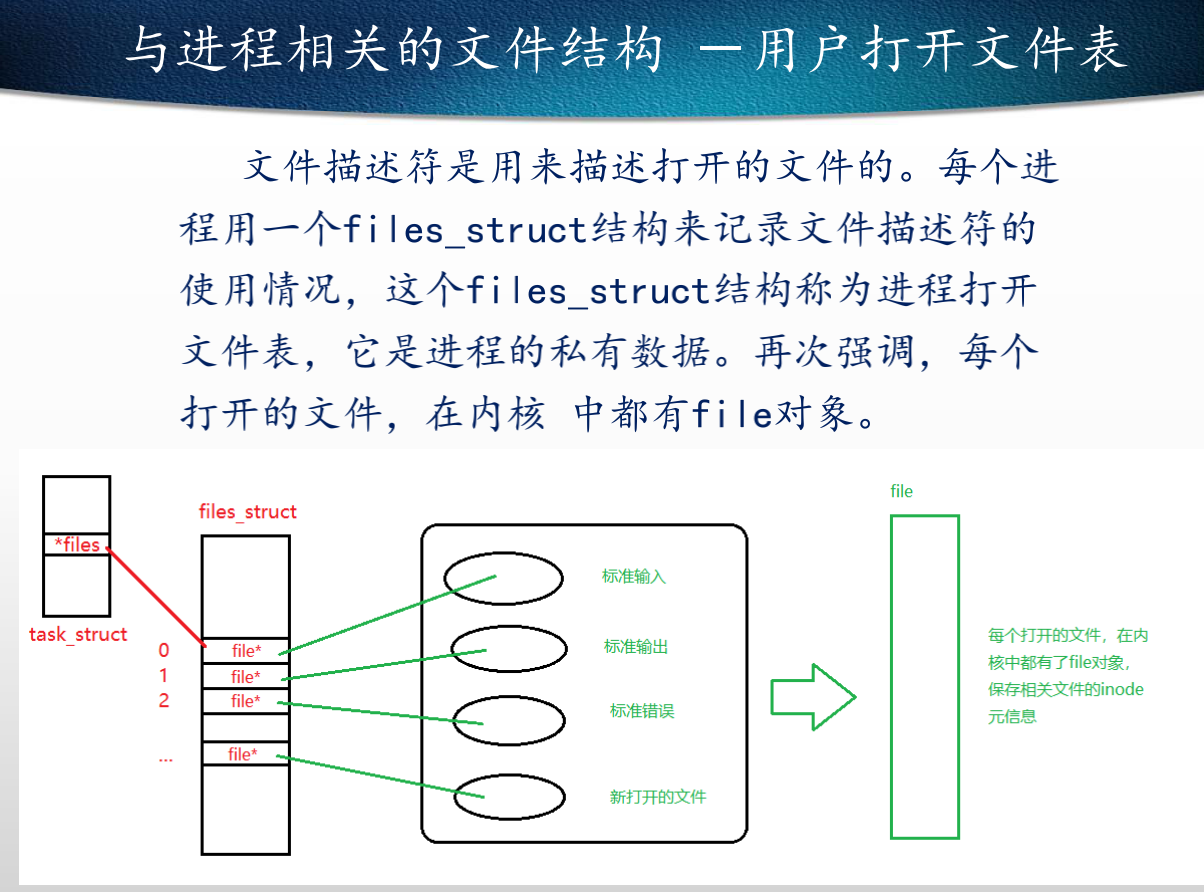 与进程相关的文件结构 —用户打开文件表
文件描述符是用来描述打开的文件的。每个进
程用一个files_struct结构来记录文件描述符的
使用情况，这个files_struct结构称为进程打开
文件表，它是进程的私有数据。再次强调，每个
打开的文件，在内核 中都有file对象。
*files
task_struct
files_struct
0
file*
1
file*
2
file*
...
file*
标准输入
标准输出
标准错误
新打开的文件
file
每个打开的文件，在内
核中都有了file对象，
保存相关文件的inode
元信息